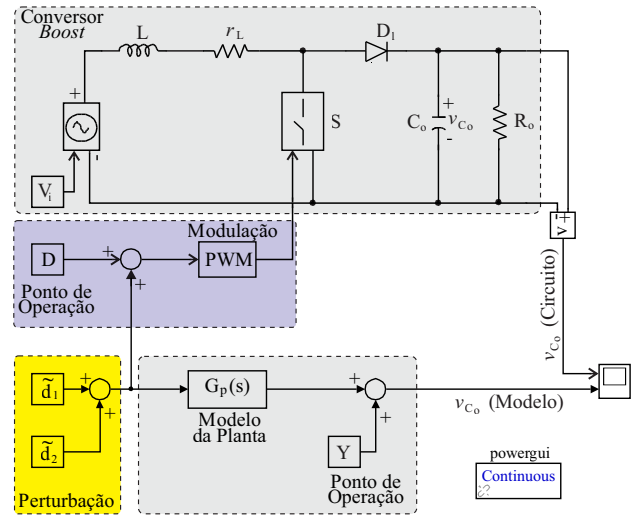 Conversor
Boost
L
r_L
D_1
+
-
V_i
S
C_o
+
v_Co
-
R_o
v
-
+
Modulação
D
+
+
PWM
Ponto de
Operação
v_Co (Circuito)
d̃_1
+
+
d̃_2
Perturbação
G_p(s)
Modelo
da Planta
+
+
Y
Ponto de
Operação
v_Co (Modelo)
powergui
Continuous